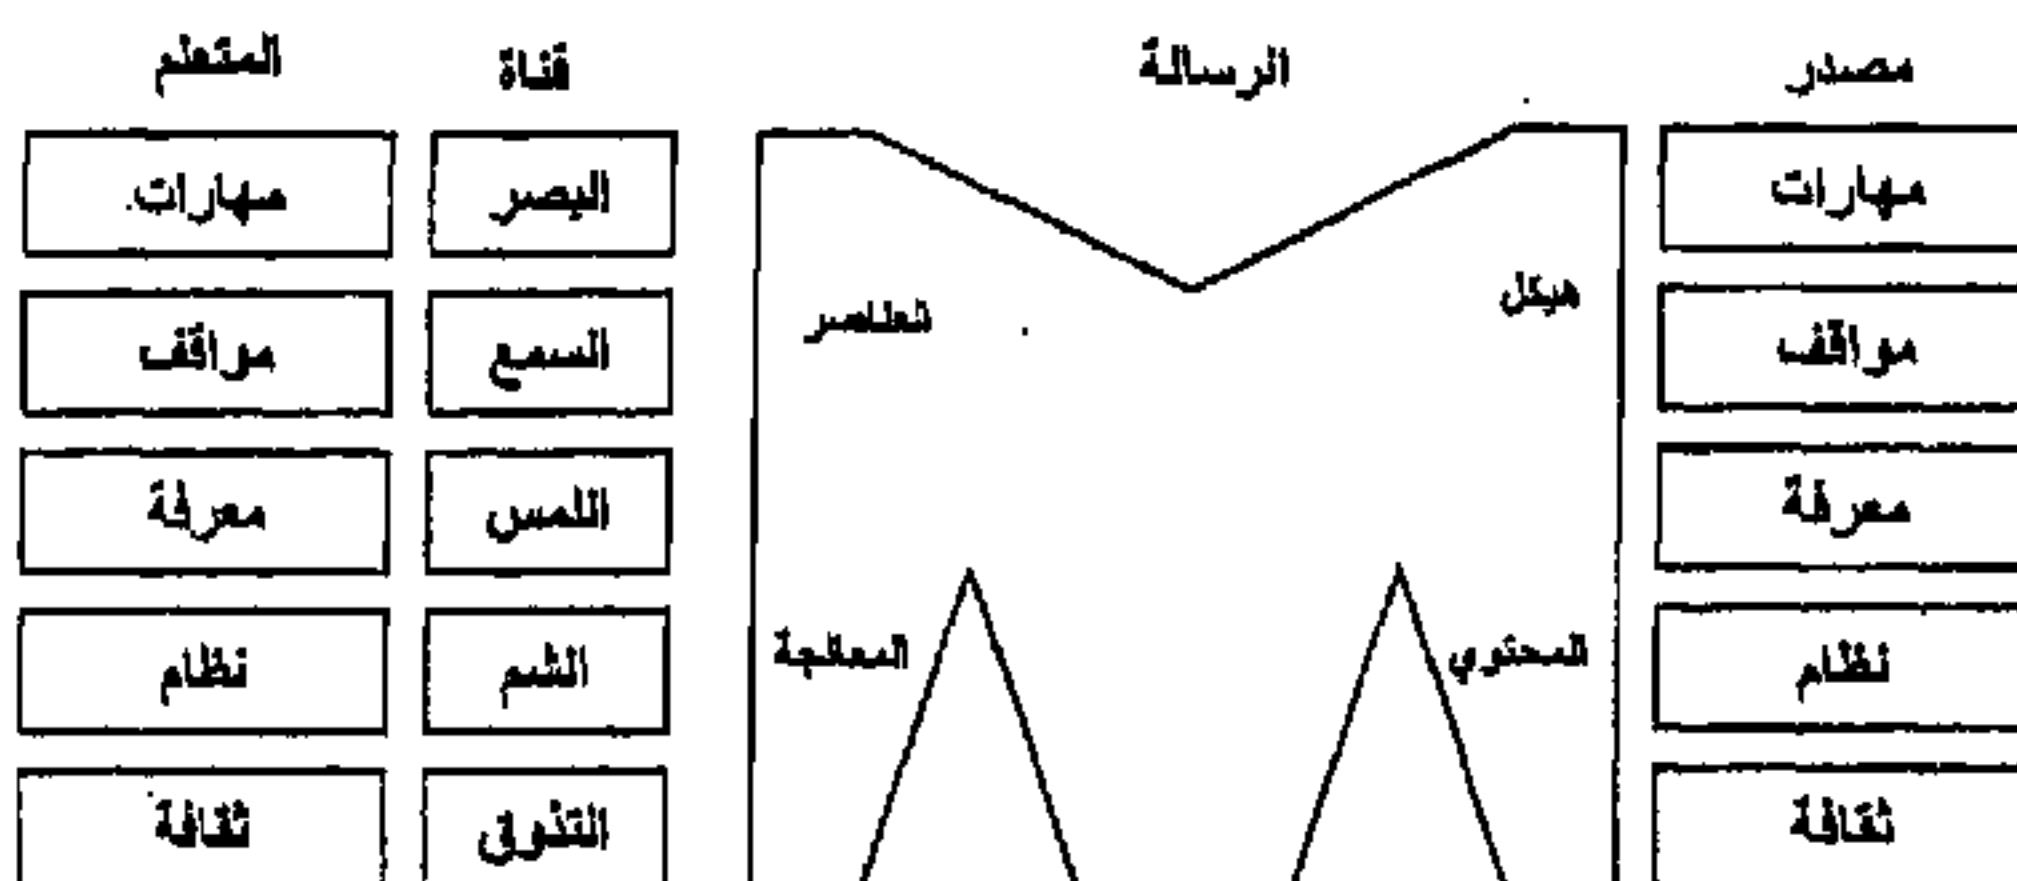 مصدر الرسالة قناة المتعلم
مهارات البصر مهارات
هيكل العناصر
مواقف السمع مواقف
معرفة اللمس معرفة
المحتوي المعالجة
نظام الشم نظام
ثقافة التذوق ثقافة